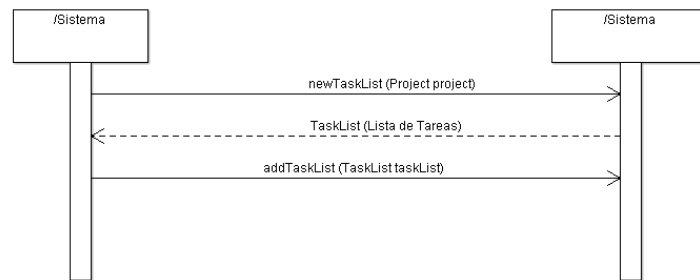 /Sistema
/Sistema
newTaskList (Project project)
TaskList (Lista de Tareas)
addTaskList (TaskList taskList)